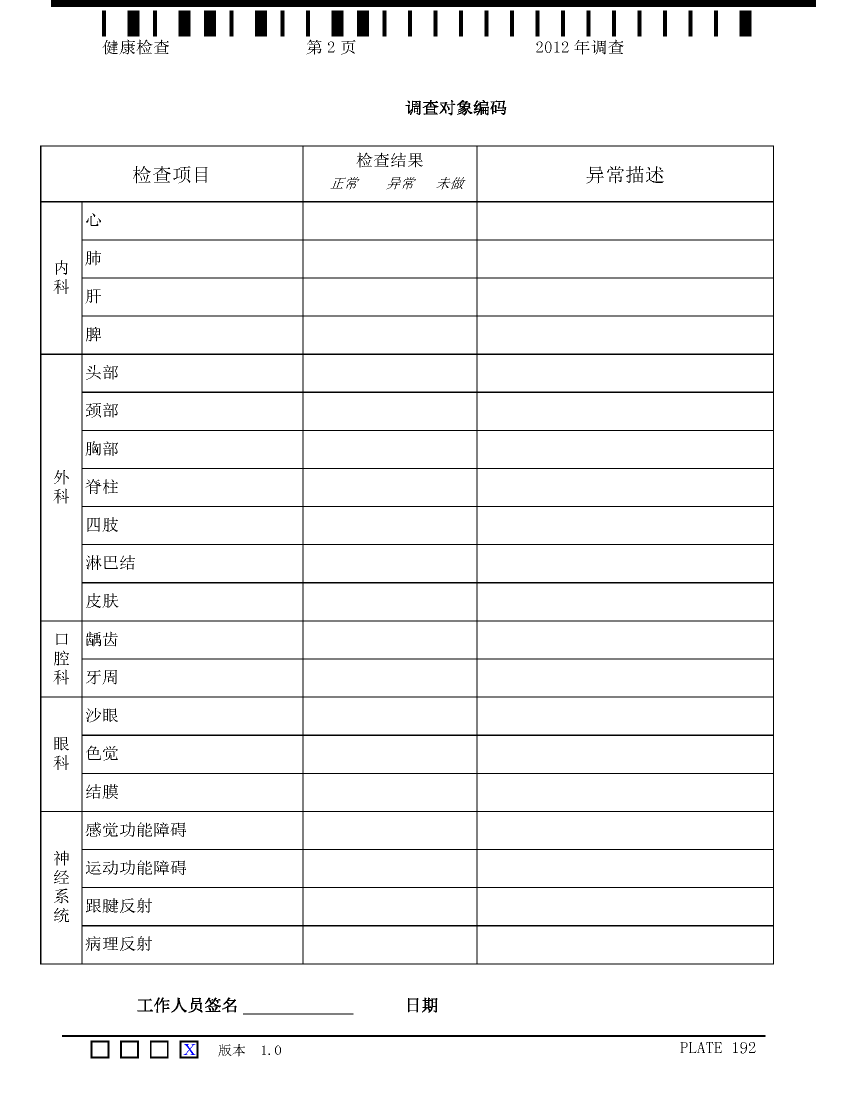 健康检查 第 2 页 2012 年调查
调查对象编码
检查项目 检查结果 异常描述
正常 异常 未做
内科
心
肺
肝
脾
外科
头部
颈部
胸部
脊柱
四肢
淋巴结
皮肤
口腔科
龋齿
牙周
眼科
沙眼
色觉
结膜
神经系统
感觉功能障碍
运动功能障碍
跟腱反射
病理反射
工作人员签名 日期
X 版本 1.0 PLATE 192